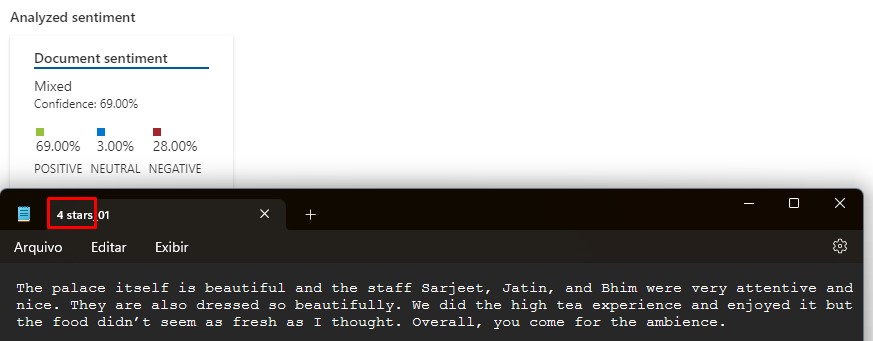 Analyzed sentiment
Document sentiment
Mixed
Confidence: 69.00%
69.00% 3.00% 28.00%
POSITIVE NEUTRAL NEGATIVE
4 stars_01
Arquivo Editar Exibir
The palace itself is beautiful and the staff Sarjeet, Jatin, and Bhim were very attentive and
nice. They are also dressed so beautifully. We did the high tea experience and enjoyed it but
the food didn’t seem as fresh as I thought. Overall, you come for the ambience.